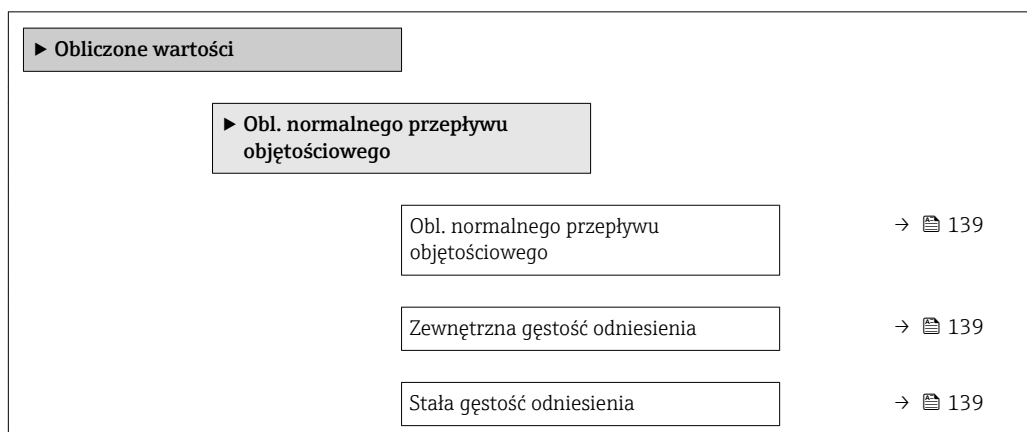 ▶ Obliczone wartości
▶ Obl. normalnego przepływu
objętościowego
Obl. normalnego przepływu → 139
objętościowego
Zewnętrzna gęstość odniesienia → 139
Stała gęstość odniesienia → 139